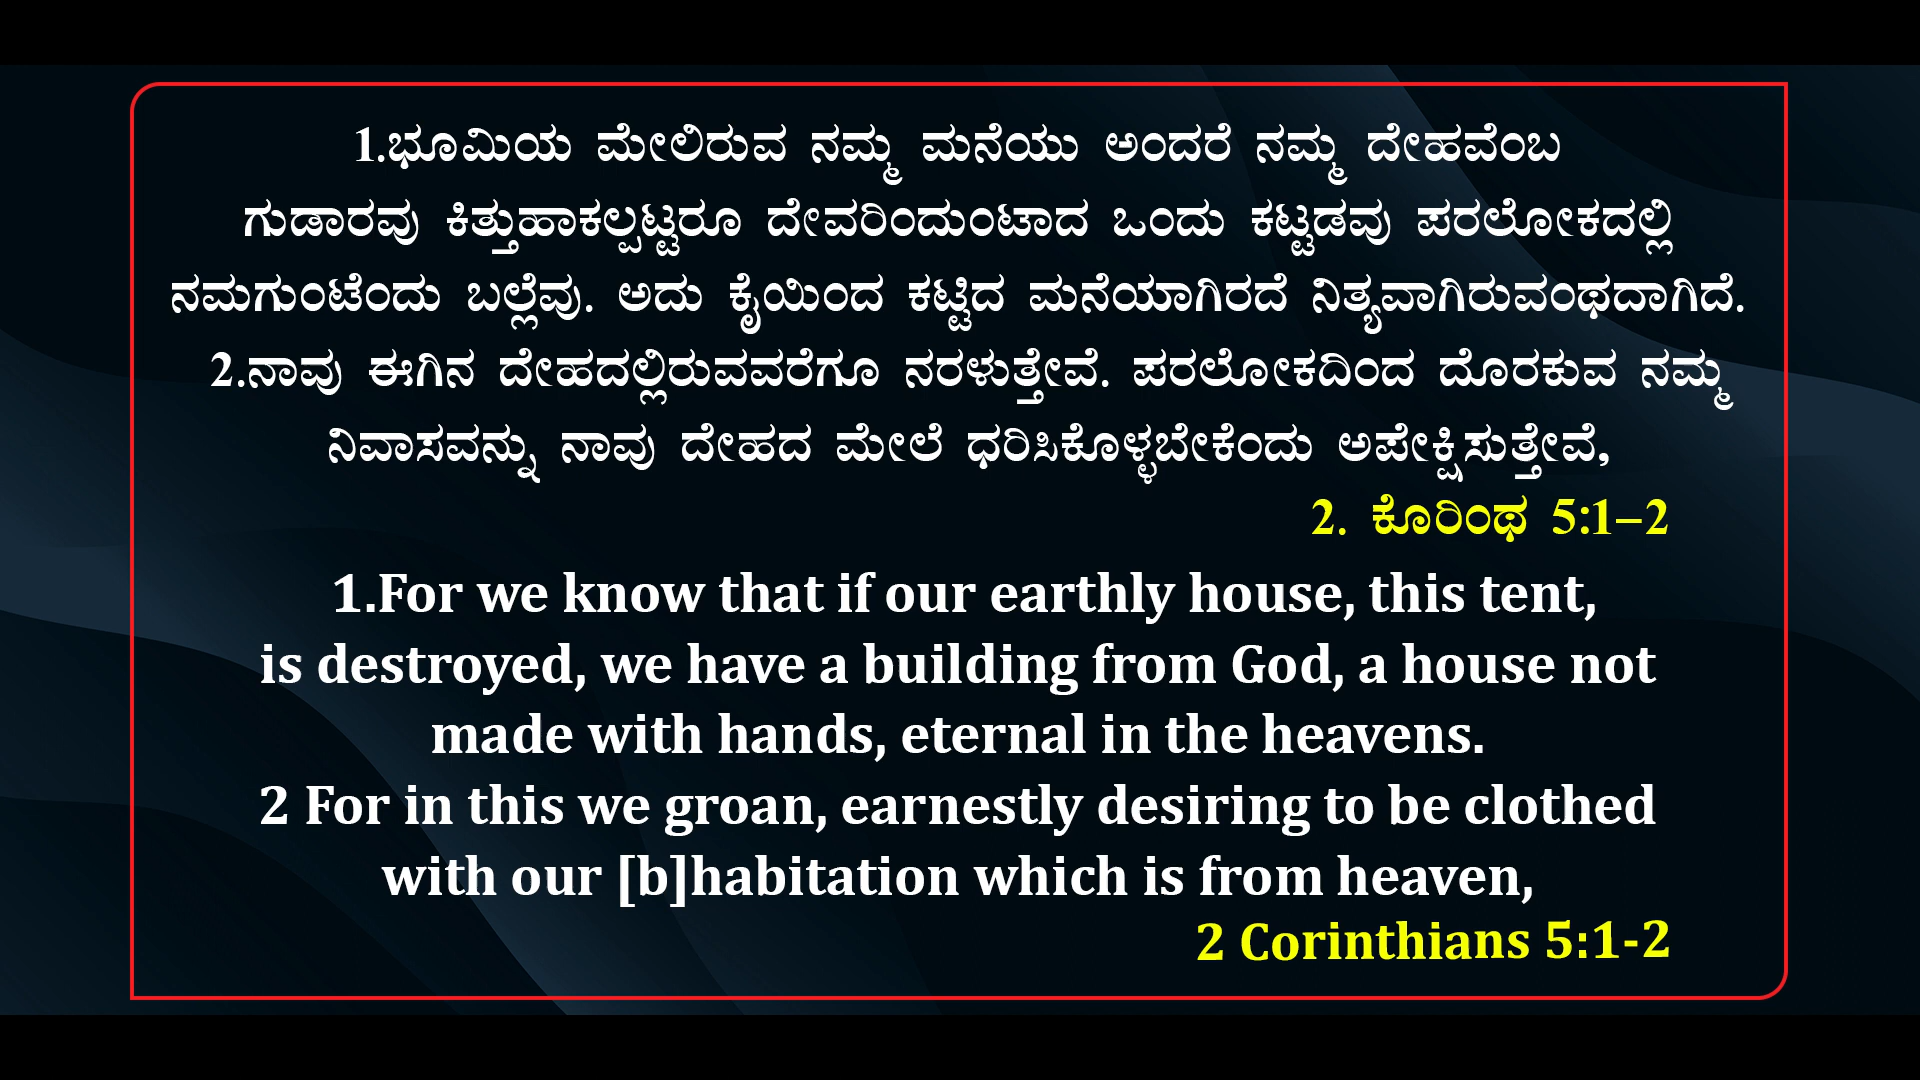 1.ಭೂಮಿಯ ಮೇಲಿರುವ ನಮ್ಮ ಮನೆಯು ಅಂದರೆ ನಮ್ಮ ದೇಹವೆಂಬ
ಗುಡಾರವು ಕಿತ್ತುಹಾಕಲ್ಪಟ್ಟರೂ ದೇವರಿಂದುಂಟಾದ ಒಂದು ಕಟ್ಟಡವು ಪರಲೋಕದಲ್ಲಿ
ನಮಗುಂಟೆಂದು ಬಲ್ಲೆವು. ಅದು ಕೈಯಿಂದ ಕಟ್ಟಿದ ಮನೆಯಾಗಿರದೆ ನಿತ್ಯವಾಗಿರುವಂಥದಾಗಿದೆ.
2.ನಾವು ಈಗಿನ ದೇಹದಲ್ಲಿರುವವರೆಗೂ ನರಳುತ್ತೇವೆ. ಪರಲೋಕದಿಂದ ದೊರಕುವ ನಮ್ಮ
ನಿವಾಸವನ್ನು ನಾವು ದೇಹದ ಮೇಲೆ ಧರಿಸಿಕೊಳ್ಳಬೇಕೆಂದು ಅಪೇಕ್ಷಿಸುತ್ತೇವೆ,
2. ಕೊರಿಂಥ 5:1–2
1.For we know that if our earthly house, this tent,
is destroyed, we have a building from God, a house not
made with hands, eternal in the heavens.
2 For in this we groan, earnestly desiring to be clothed
with our [b]habitation which is from heaven,
2 Corinthians 5:1-2